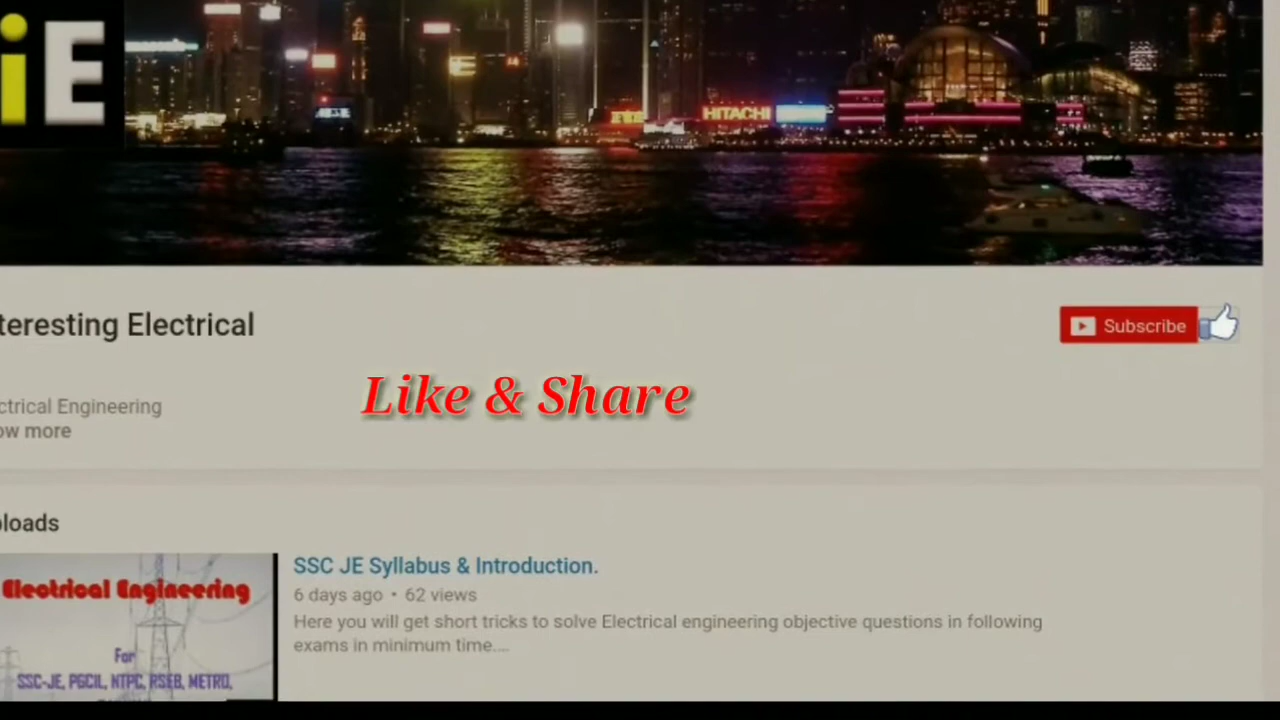 iE
HITACHI
teresting Electrical
Subscribe
Like & Share
ctrical Engineering
ow more
loads
SSC JE Syllabus & Introduction.
6 days ago • 62 views
Here you will get short tricks to solve Electrical engineering objective questions in following
exams in minimum time....
Electrical Engineering
For
SSC-JE, PGCIL, NTPC, RSEB, METRO,